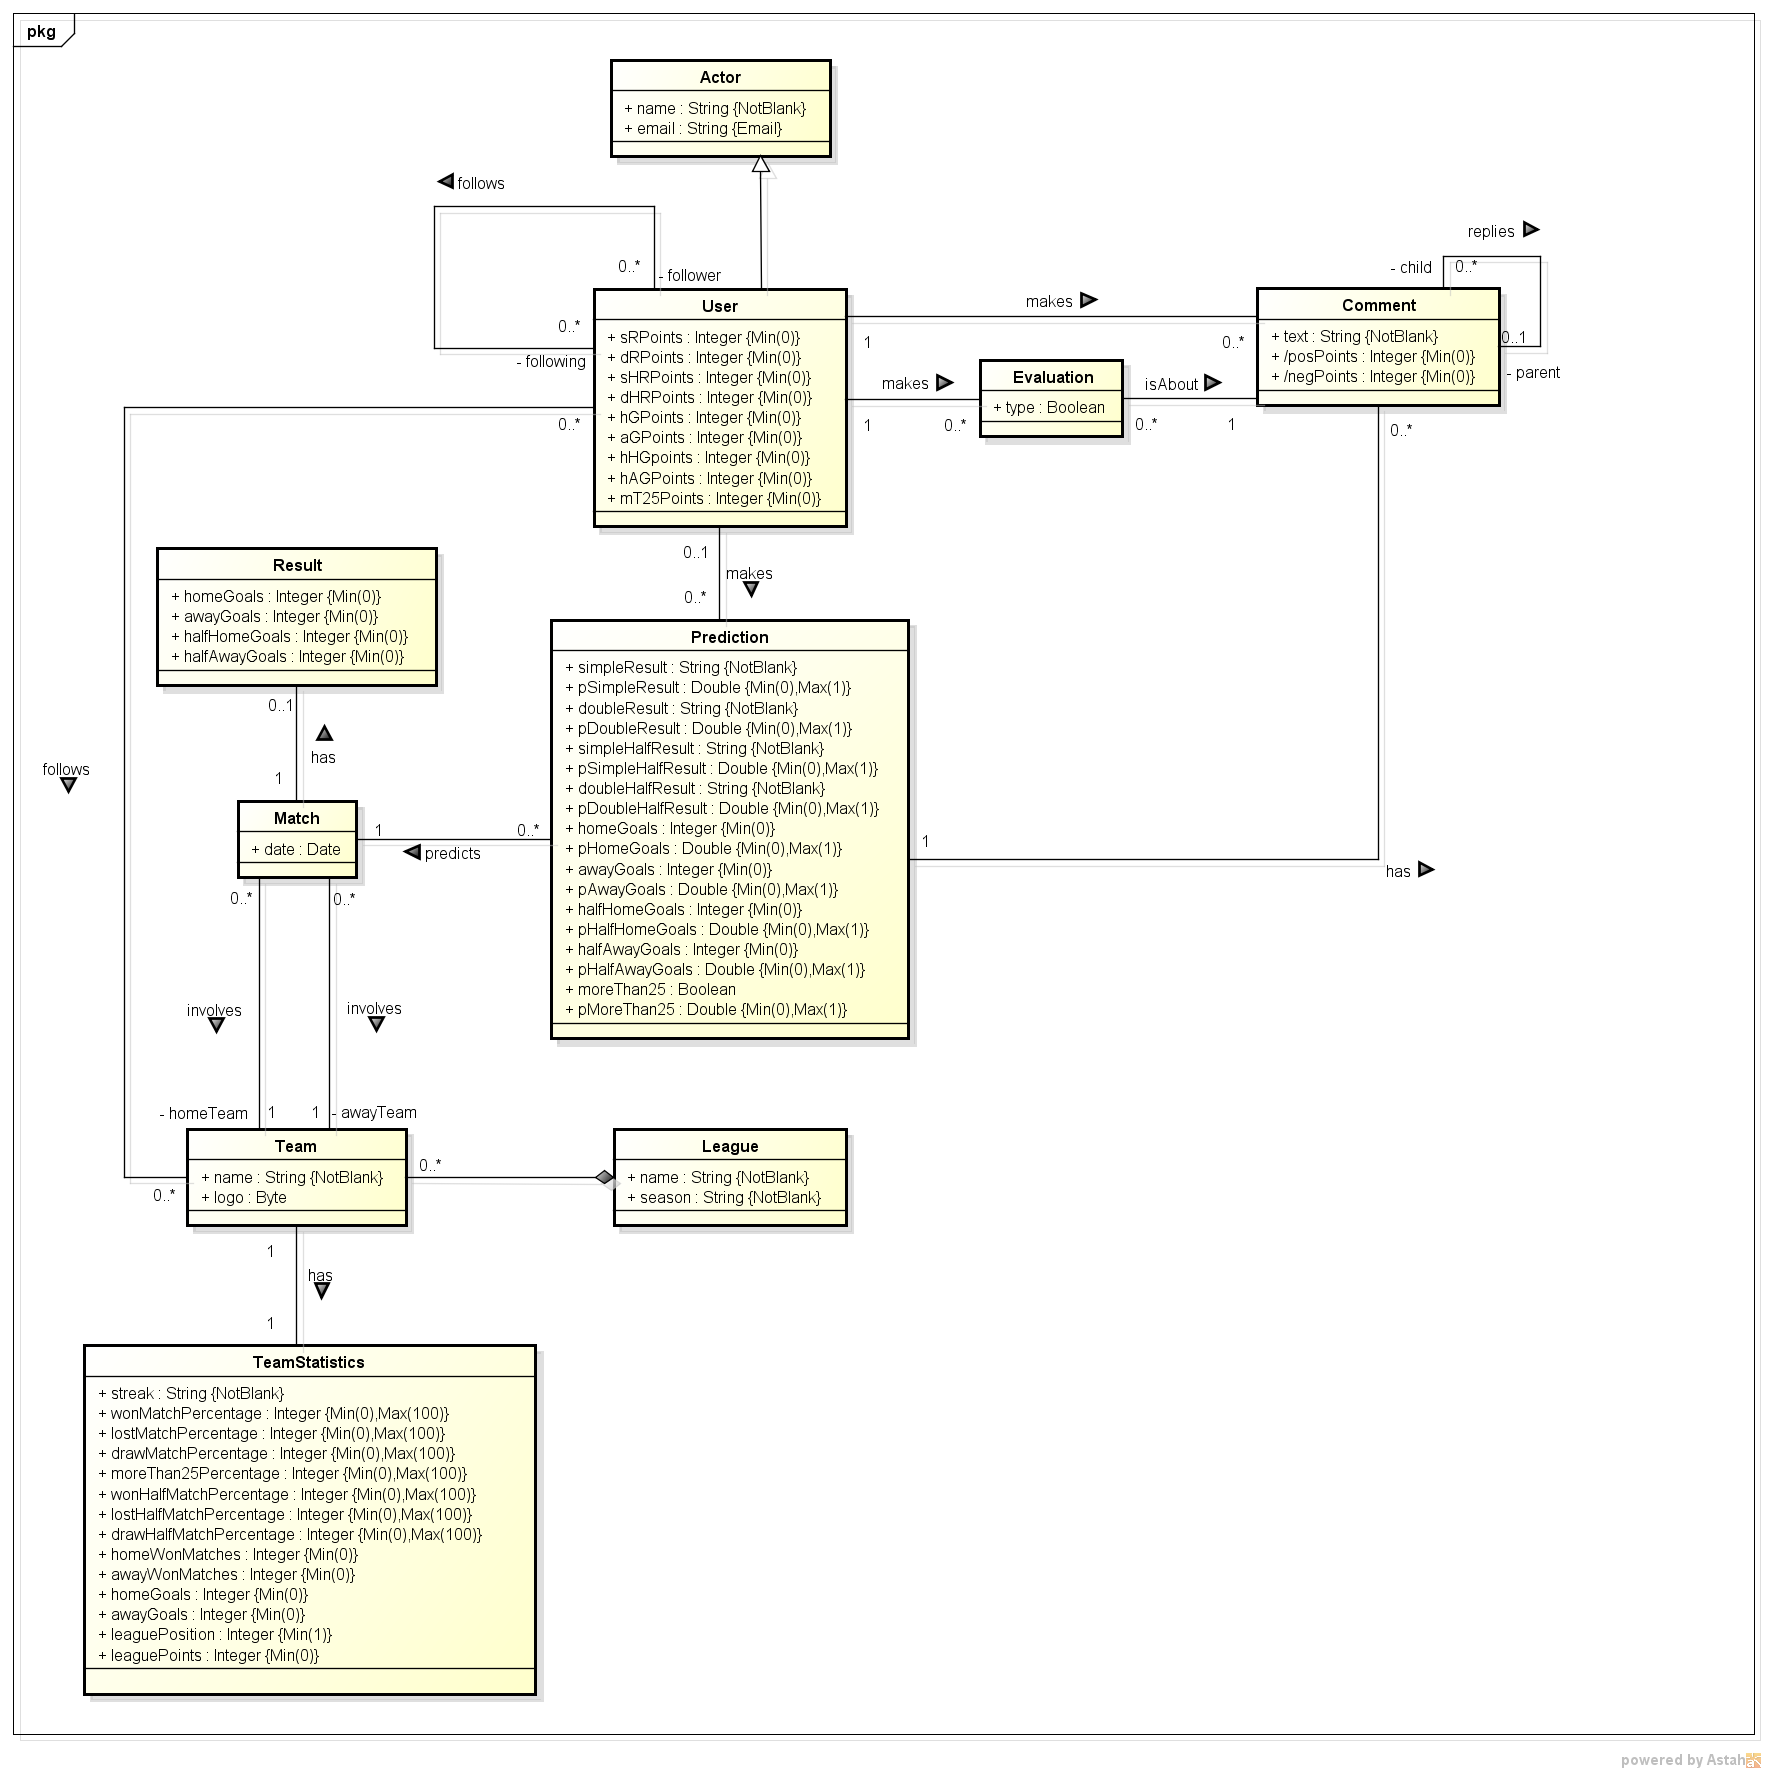 pkg
Actor
+ name : String {NotBlank}
+ email : String {Email}
follows
0..*
- follower
0..*
- following
replies
- child
0..*
0..1
- parent
User
+ sRPoints : Integer {Min(0)}
+ dRPoints : Integer {Min(0)}
+ sHRPoints : Integer {Min(0)}
+ dHRPoints : Integer {Min(0)}
+ hGPoints : Integer {Min(0)}
+ aGPoints : Integer {Min(0)}
+ hHGpoints : Integer {Min(0)}
+ hAGPoints : Integer {Min(0)}
+ mT25Points : Integer {Min(0)}
makes
1
0..*
Comment
+ text : String {NotBlank}
+ /posPoints : Integer {Min(0)}
+ /negPoints : Integer {Min(0)}
makes
1
0..*
Evaluation
+ type : Boolean
isAbout
0..*
1
0..*
0..*
0..1
makes
0..*
Result
+ homeGoals : Integer {Min(0)}
+ awayGoals : Integer {Min(0)}
+ halfHomeGoals : Integer {Min(0)}
+ halfAwayGoals : Integer {Min(0)}
0..1
has
1
follows
Prediction
+ simpleResult : String {NotBlank}
+ pSimpleResult : Double {Min(0),Max(1)}
+ doubleResult : String {NotBlank}
+ pDoubleResult : Double {Min(0),Max(1)}
+ simpleHalfResult : String {NotBlank}
+ pSimpleHalfResult : Double {Min(0),Max(1)}
+ doubleHalfResult : String {NotBlank}
+ pDoubleHalfResult : Double {Min(0),Max(1)}
+ homeGoals : Integer {Min(0)}
+ pHomeGoals : Double {Min(0),Max(1)}
+ awayGoals : Integer {Min(0)}
+ pAwayGoals : Double {Min(0),Max(1)}
+ halfHomeGoals : Integer {Min(0)}
+ pHalfHomeGoals : Double {Min(0),Max(1)}
+ halfAwayGoals : Integer {Min(0)}
+ pHalfAwayGoals : Double {Min(0),Max(1)}
+ moreThan25 : Boolean
+ pMoreThan25 : Double {Min(0),Max(1)}
Match
+ date : Date
1
0..*
predicts
1
has
0..*
0..*
involves
involves
- homeTeam
1
1
- awayTeam
Team
+ name : String {NotBlank}
+ logo : Byte
0..*
0..*
League
+ name : String {NotBlank}
+ season : String {NotBlank}
1
has
1
TeamStatistics
+ streak : String {NotBlank}
+ wonMatchPercentage : Integer {Min(0),Max(100)}
+ lostMatchPercentage : Integer {Min(0),Max(100)}
+ drawMatchPercentage : Integer {Min(0),Max(100)}
+ moreThan25Percentage : Integer {Min(0),Max(100)}
+ wonHalfMatchPercentage : Integer {Min(0),Max(100)}
+ lostHalfMatchPercentage : Integer {Min(0),Max(100)}
+ drawHalfMatchPercentage : Integer {Min(0),Max(100)}
+ homeWonMatches : Integer {Min(0)}
+ awayWonMatches : Integer {Min(0)}
+ homeGoals : Integer {Min(0)}
+ awayGoals : Integer {Min(0)}
+ leaguePosition : Integer {Min(1)}
+ leaguePoints : Integer {Min(0)}
powered by Astah